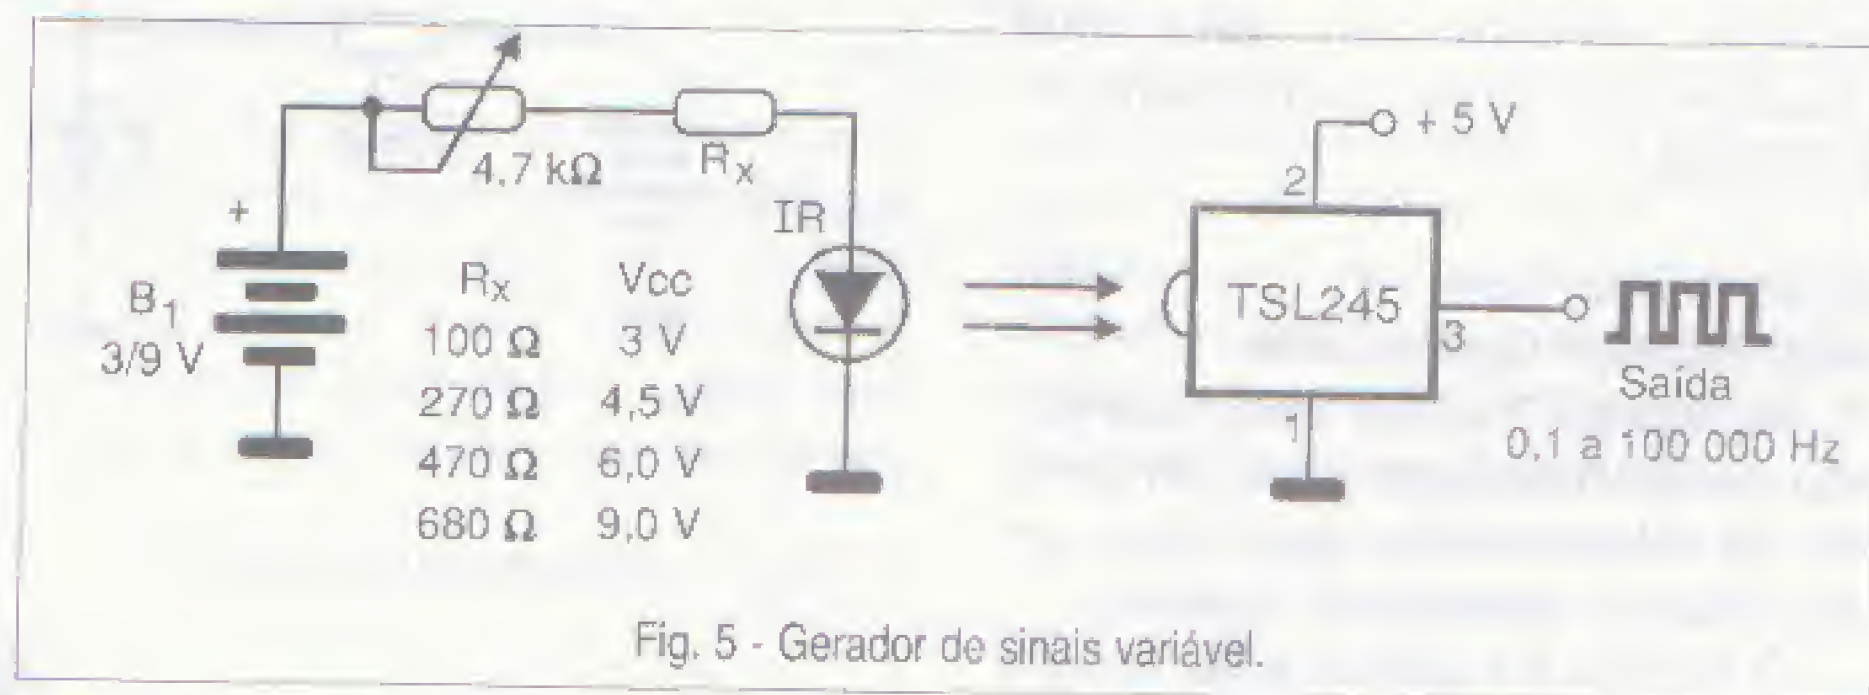 + 5 V
2
4,7 kΩ
Rx
+
IR
B1
3/9 V
Rx Vcc
100 Ω 3 V
270 Ω 4,5 V
470 Ω 6,0 V
680 Ω 9,0 V
TSL245
3
1
Saída
0,1 a 100 000 Hz
Fig. 5 - Gerador de sinais variável.